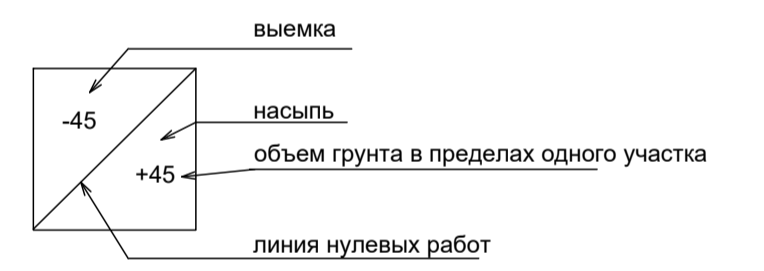 выемка
-45
насыпь
объем грунта в пределах одного участка
+45
линия нулевых работ